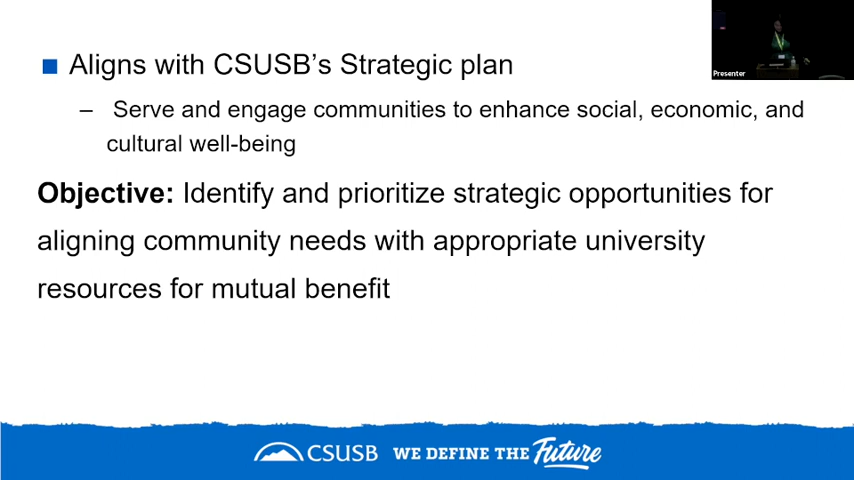 ■ Aligns with CSUSB’s Strategic plan
– Serve and engage communities to enhance social, economic, and
cultural well-being
Objective: Identify and prioritize strategic opportunities for
aligning community needs with appropriate university
resources for mutual benefit
Presenter
CSUSB WE DEFINE THE Future